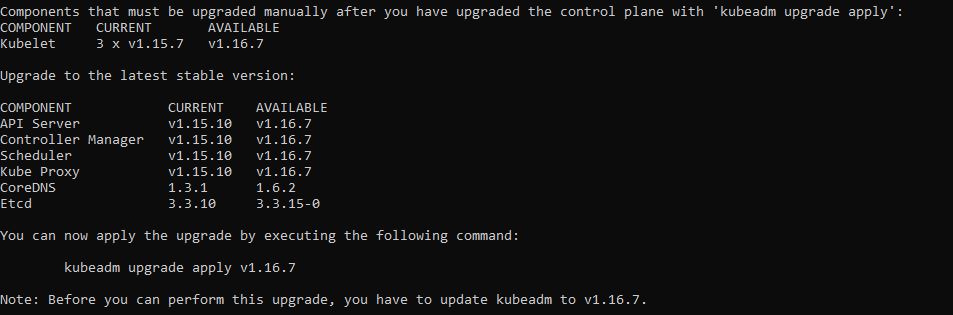 Components that must be upgraded manually after you have upgraded the control plane with 'kubeadm upgrade apply':
COMPONENT   CURRENT       AVAILABLE
Kubelet     3 x v1.15.7   v1.16.7
Upgrade to the latest stable version:
COMPONENT            CURRENT    AVAILABLE
API Server           v1.15.10   v1.16.7
Controller Manager   v1.15.10   v1.16.7
Scheduler            v1.15.10   v1.16.7
Kube Proxy           v1.15.10   v1.16.7
CoreDNS              1.3.1      1.6.2
Etcd                 3.3.10     3.3.15-0
You can now apply the upgrade by executing the following command:
kubeadm upgrade apply v1.16.7
Note: Before you can perform this upgrade, you have to update kubeadm to v1.16.7.